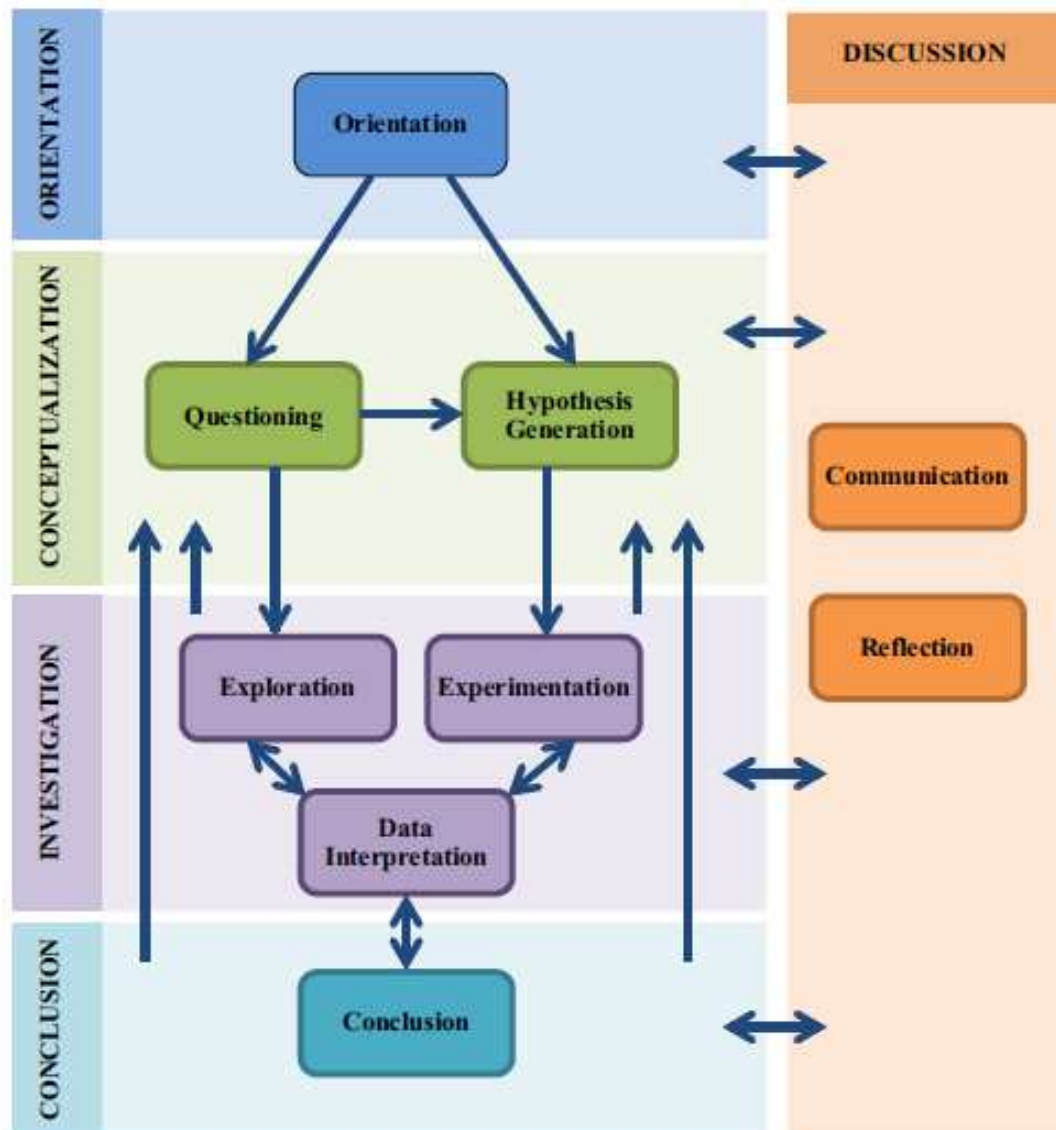 ORIENTATION
Orientation
CONCEPTUALIZATION
Questioning
Hypothesis
Generation
INVESTIGATION
Exploration
Experimentation
Data
Interpretation
CONCLUSION
Conclusion
DISCUSSION
Communication
Reflection